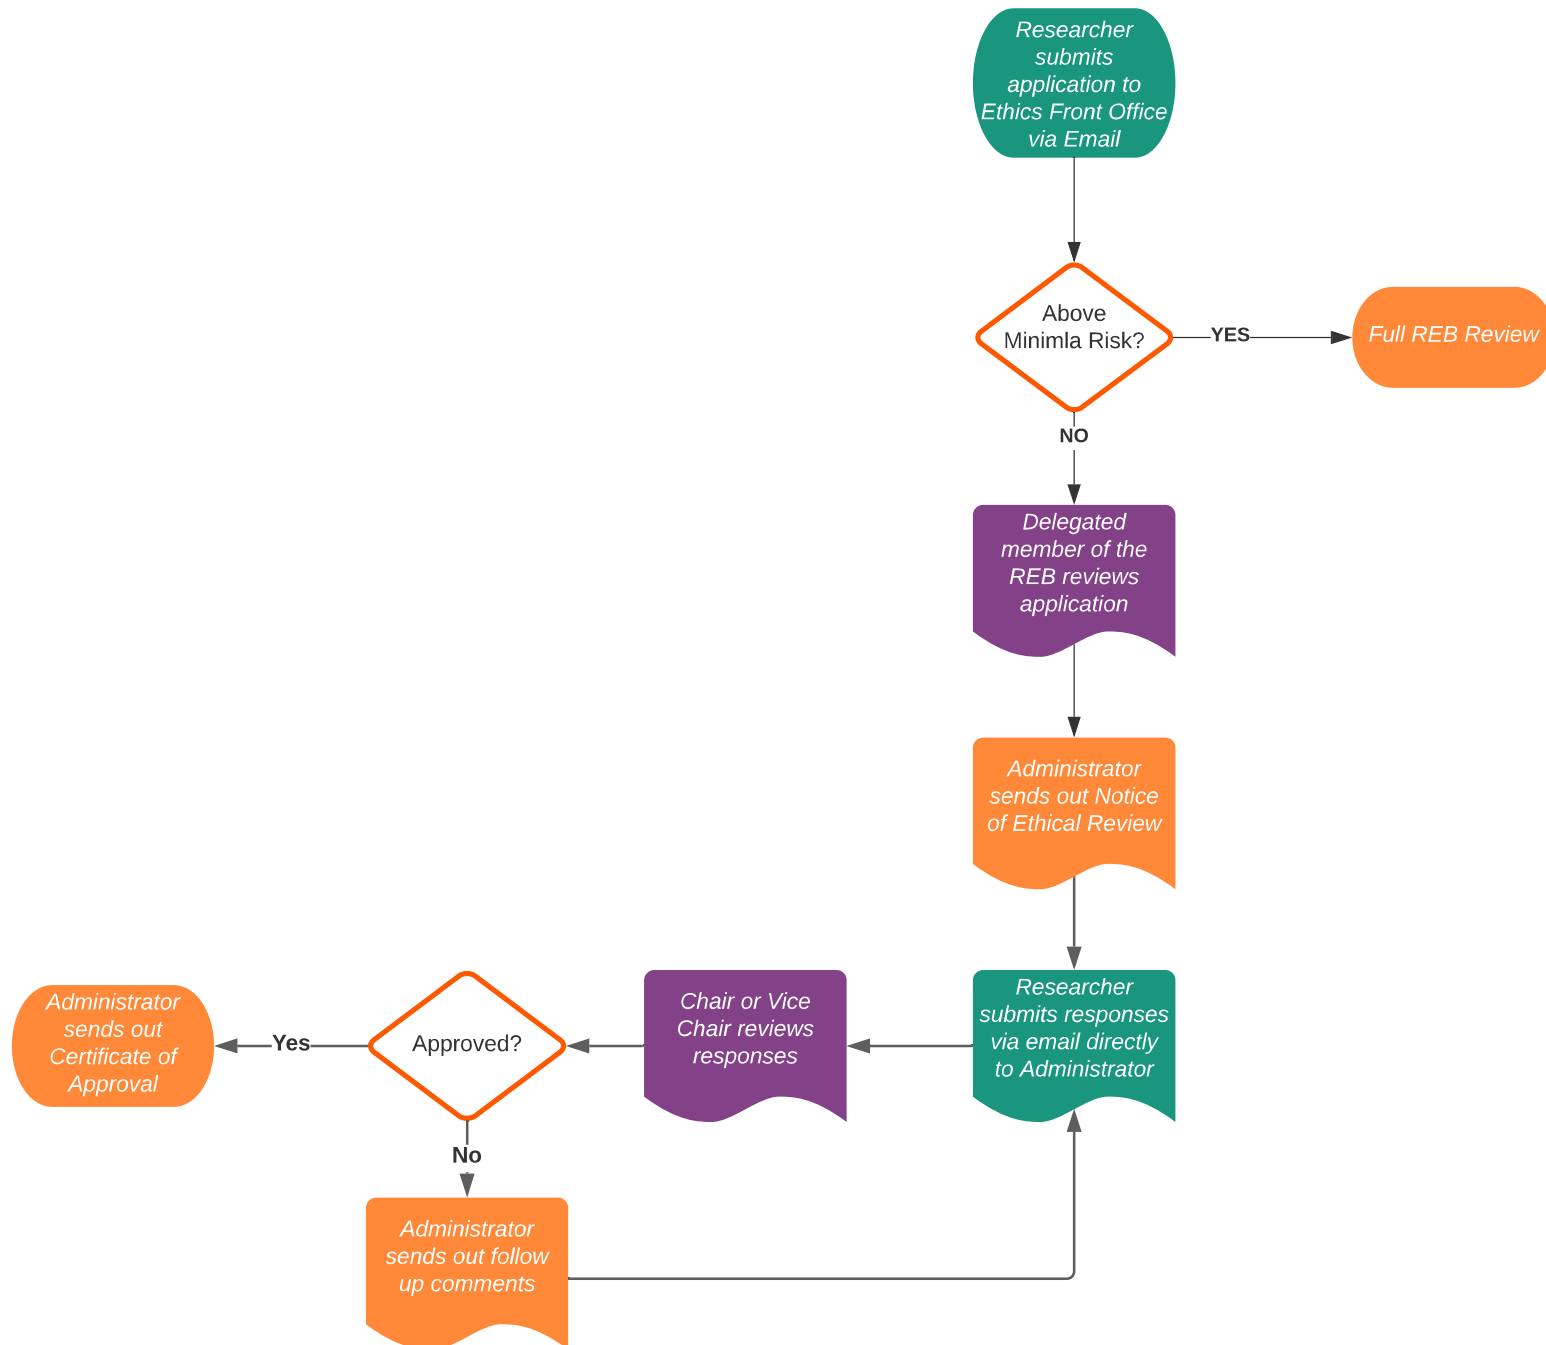 Researcher
submits
application to
Ethics Front Office
via Email
Above
Minimla Risk?
YES
Full REB Review
NO
Delegated
member of the
REB reviews
application
Administrator
sends out Notice
of Ethical Review
Researcher
submits responses
via email directly
to Administrator
Chair or Vice
Chair reviews
responses
Approved?
Yes
Administrator
sends out
Certificate of
Approval
No
Administrator
sends out follow
up comments